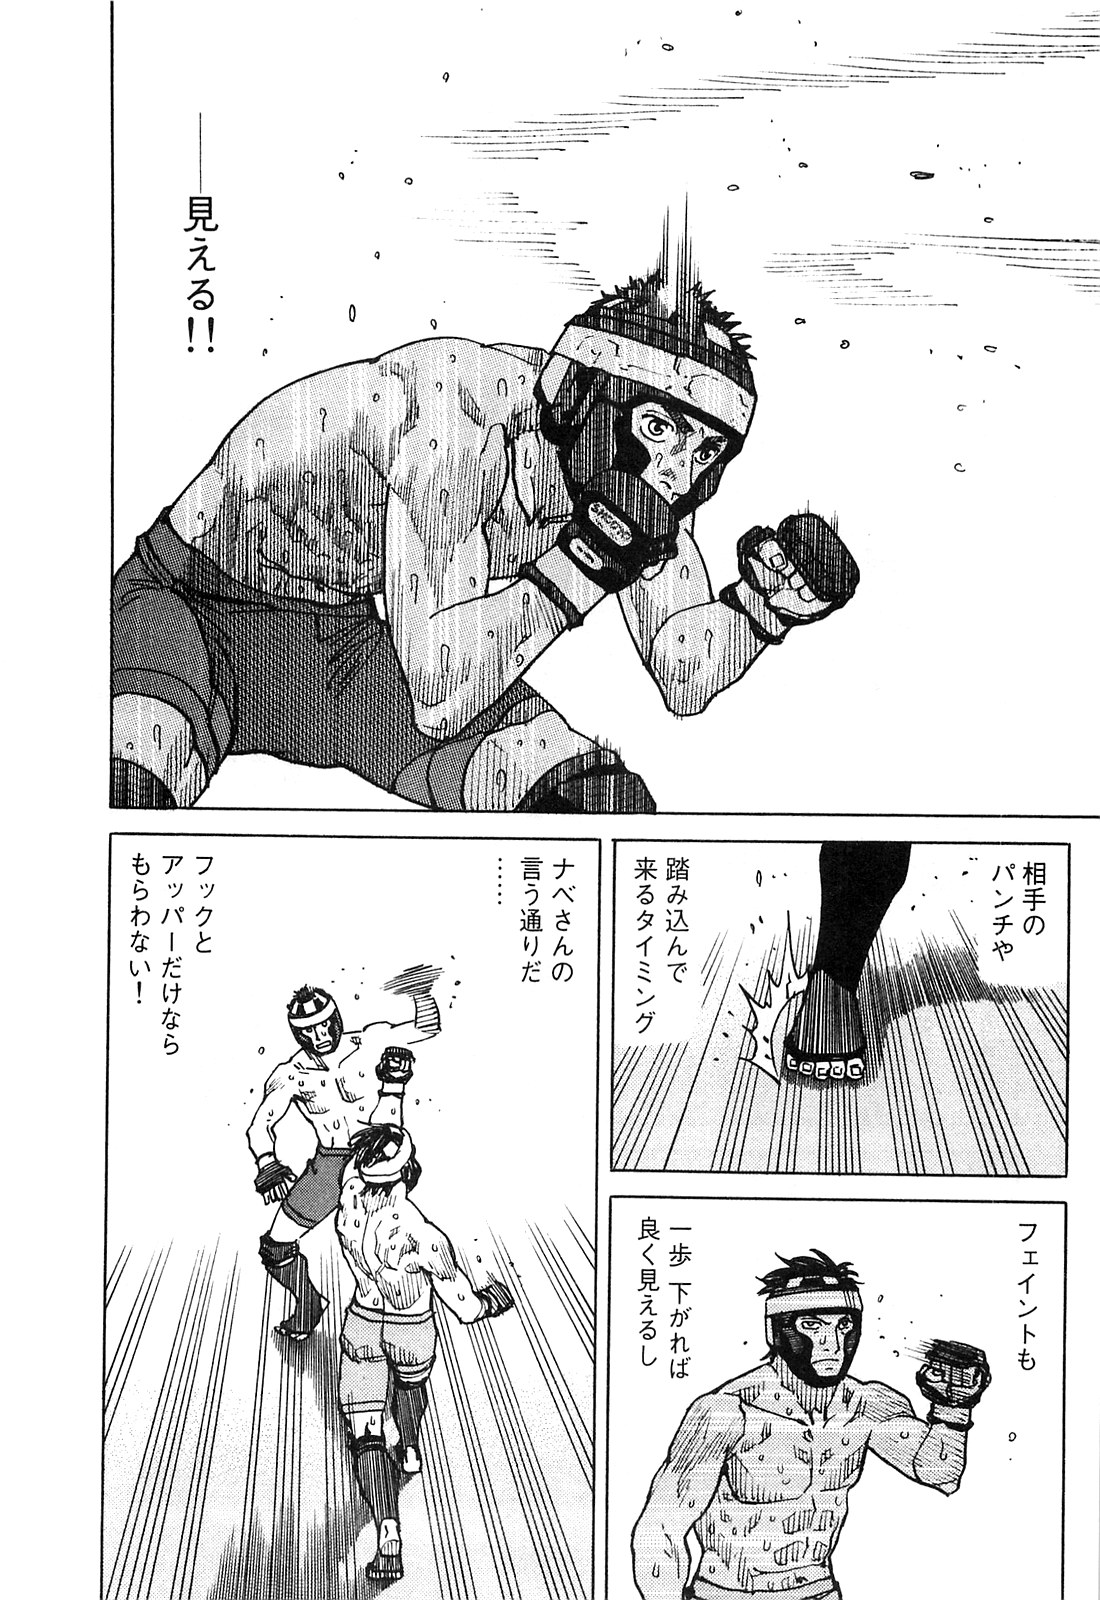 ――見える!!
相手の
パンチや
踏み込んで
来るタイミング
フェイントも
一歩 下がれば
良く見えるし
ナベさんの
言う通りだ
……
フックと
アッパーだけなら
もらわない!